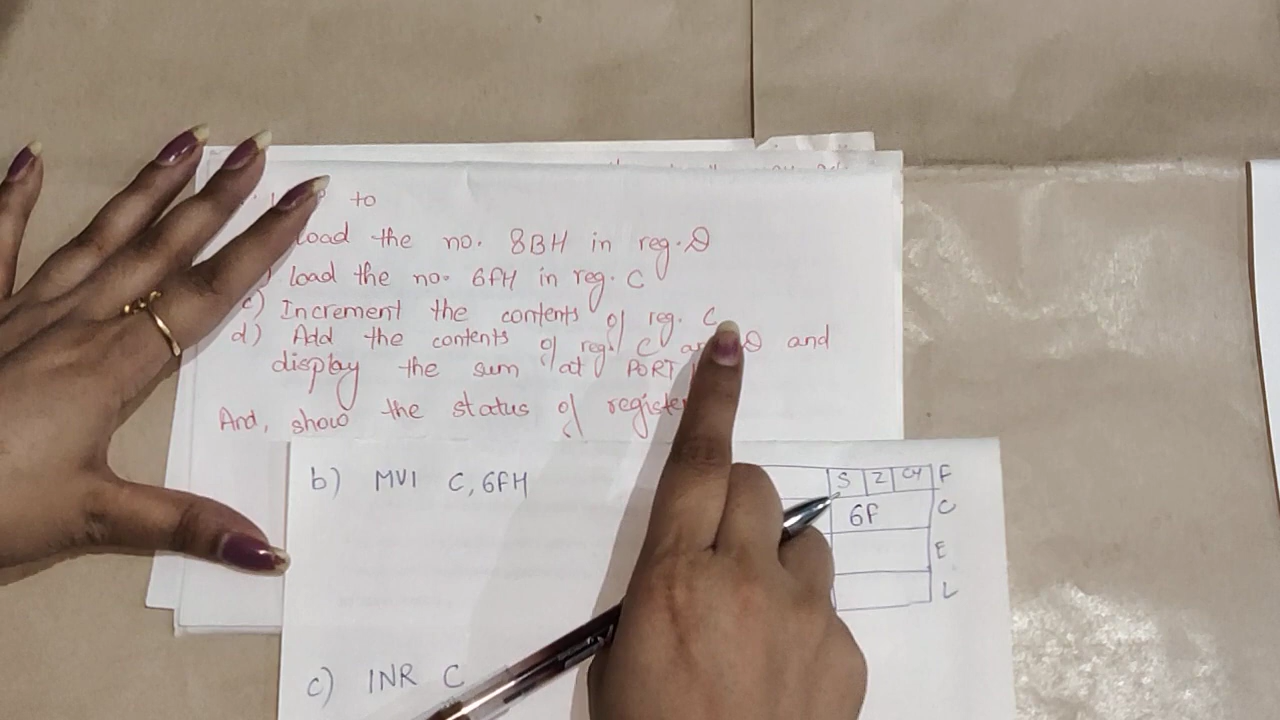 to
load the no. 8BH in reg. D
load the no. 6FH in reg. C
c) Increment the contents of reg. C
d) Add the contents of reg. C D and
display the sum at PORT
And, show the status of register
b) MVI C, 6FH
S Z CY F
6F C
E
L
c) INR C